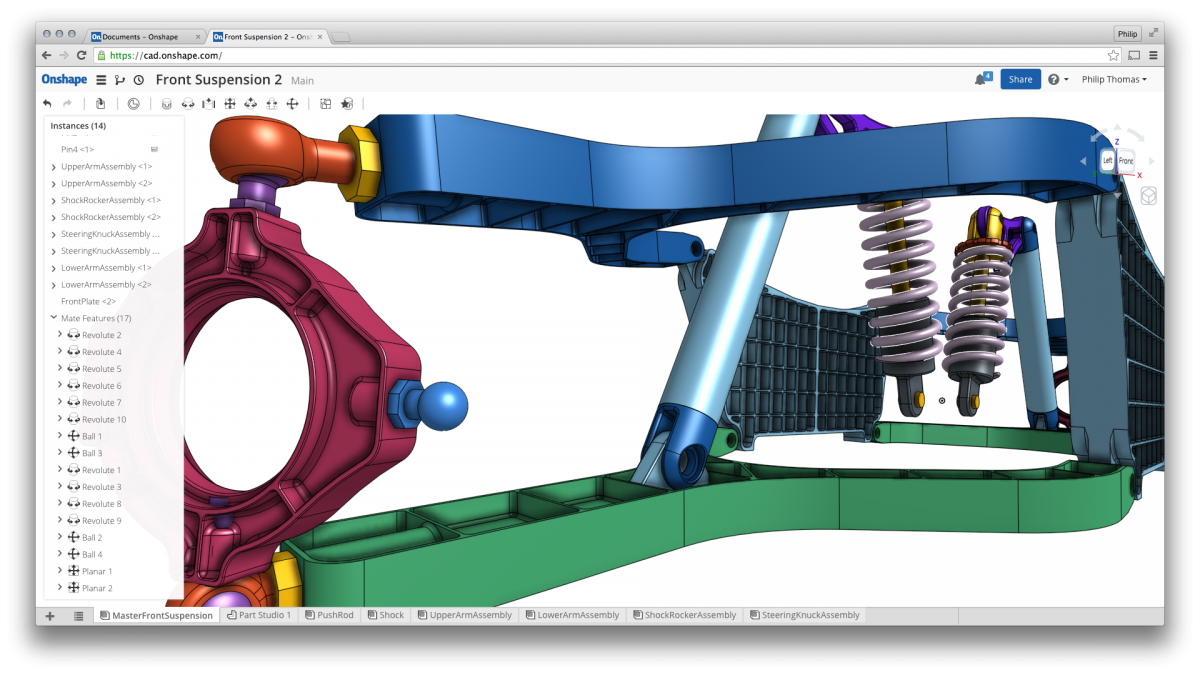 Documents – Onshape
Front Suspension 2 – Ons
Philip
https://cad.onshape.com/
Onshape Front Suspension 2 Main
4 Share Philip Thomas
Instances (14)
Pin4 <1>
UpperArmAssembly <1>
UpperArmAssembly <2>
ShockRockerAssembly <1>
ShockRockerAssembly <2>
SteeringKnuckAssembly ...
SteeringKnuckAssembly ...
LowerArmAssembly <1>
LowerArmAssembly <2>
FrontPlate <2>
Mate Features (17)
Revolute 2
Revolute 4
Revolute 5
Revolute 6
Revolute 7
Revolute 10
Ball 1
Ball 3
Revolute 1
Revolute 3
Revolute 8
Revolute 9
Ball 2
Ball 4
Planar 1
Planar 2
Z
Left Front
X
MasterFrontSuspension Part Studio 1 PushRod Shock UpperArmAssembly LowerArmAssembly ShockRockerAssembly SteeringKnuckAssembly